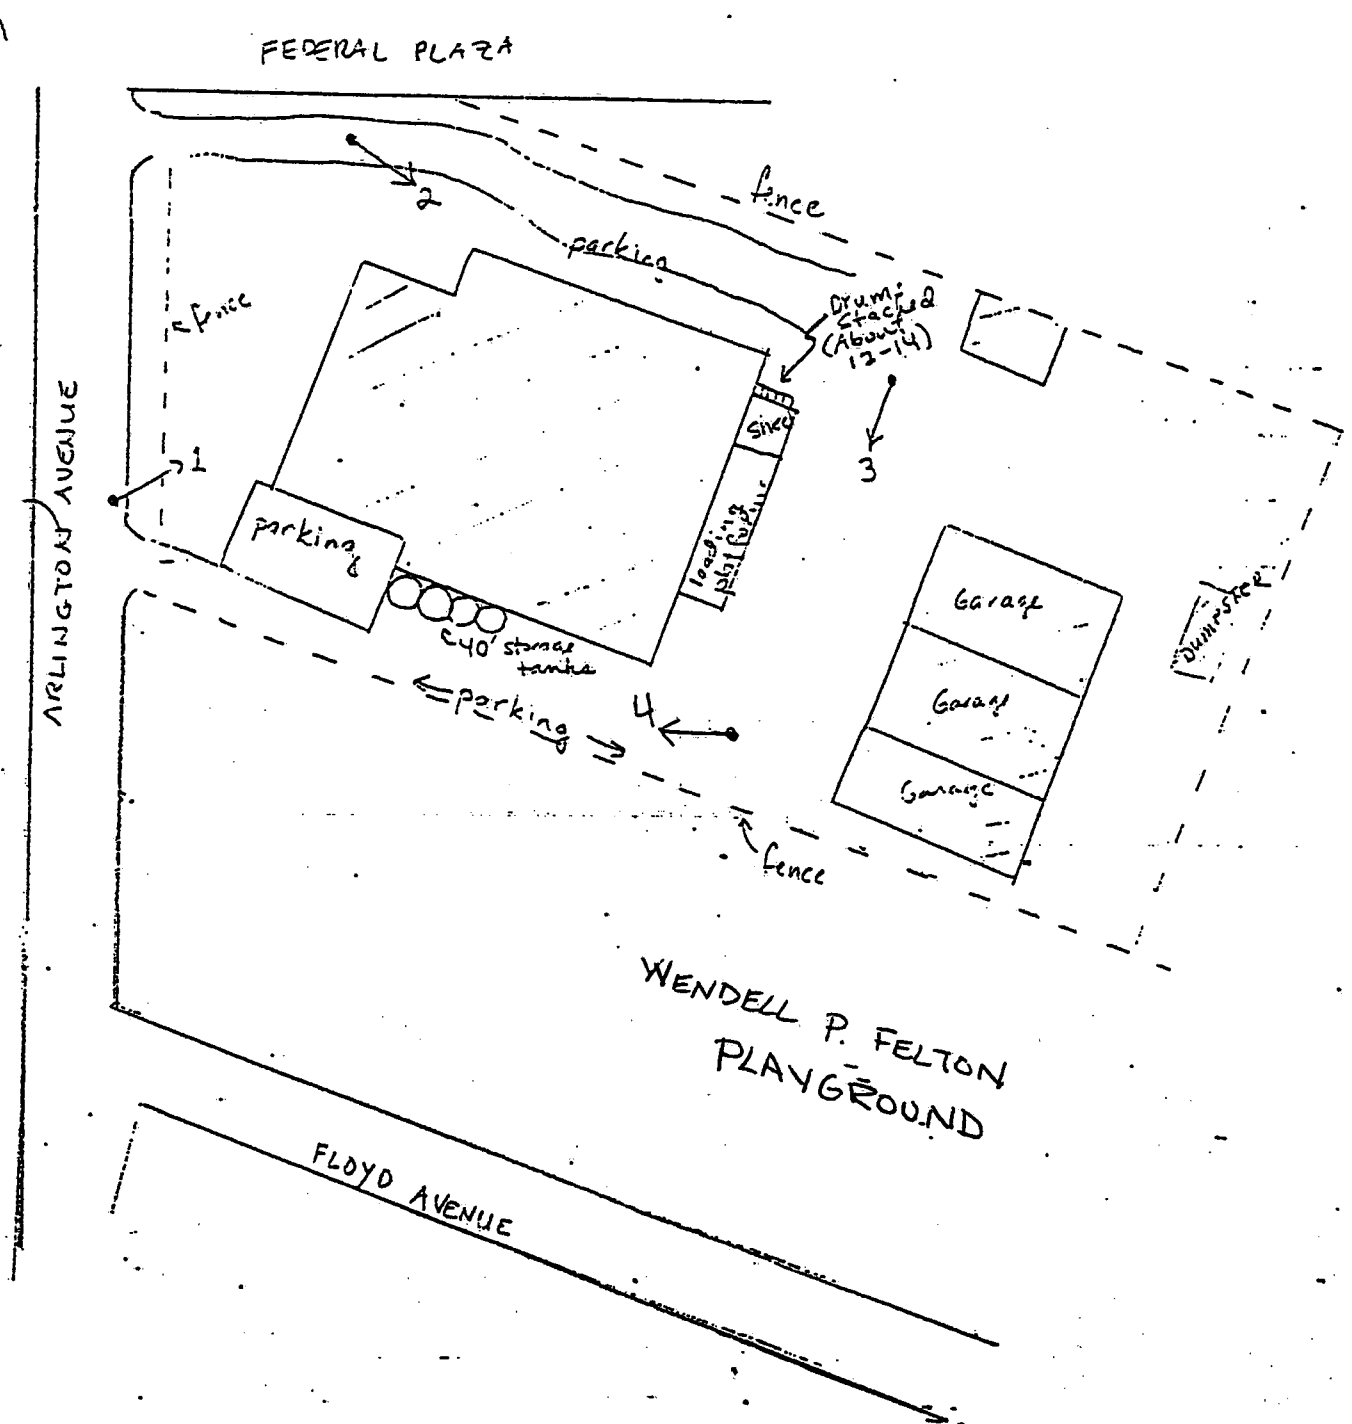 FEDERAL PLAZA
fence
2
parking
Drums
Stacked
(About
12-14)
fence
ARLINGTON AVENUE
1
3
parking
loading
platform
Garage
Garage
Garage
DUMPSTER
40' storage
tanks
parking
4
fence
WENDELL P. FELTON
PLAYGROUND
FLOYD AVENUE